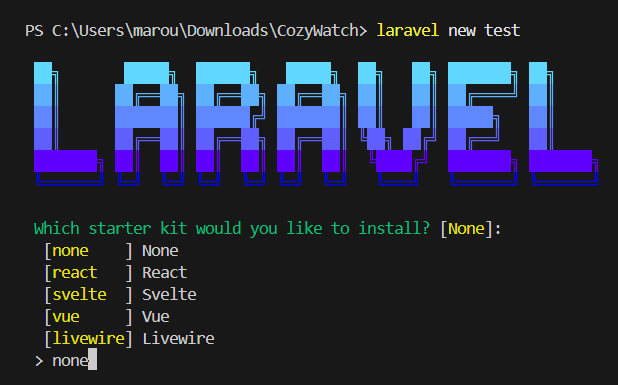 PS C:\Users\marou\Downloads\CozyWatch> laravel new test
LARAVEL
Which starter kit would you like to install? [None]:
[none    ] None
[react   ] React
[svelte  ] Svelte
[vue     ] Vue
[livewire] Livewire
> none